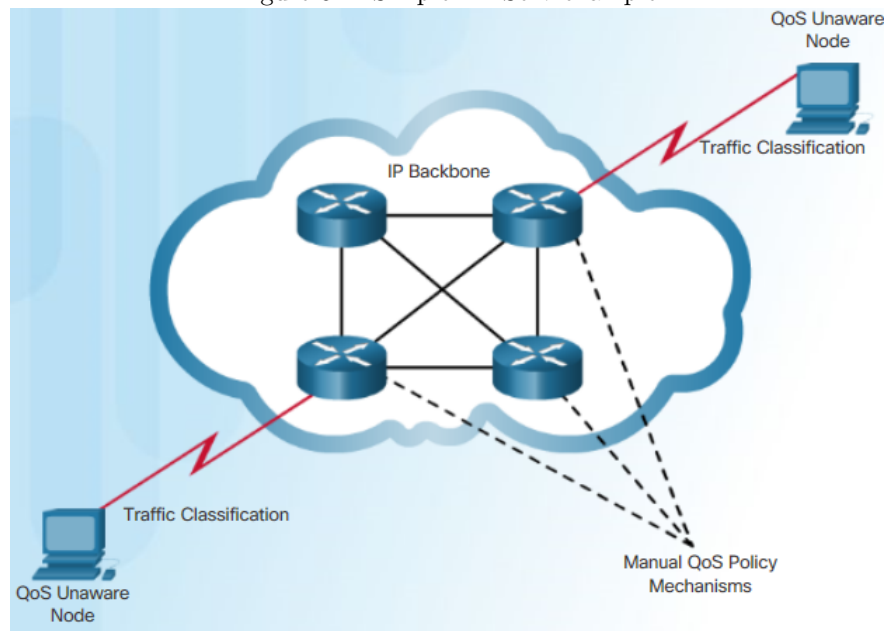 QoS Unaware
Node
Traffic Classification
IP Backbone
Traffic Classification
Manual QoS Policy
Mechanisms
QoS Unaware
Node